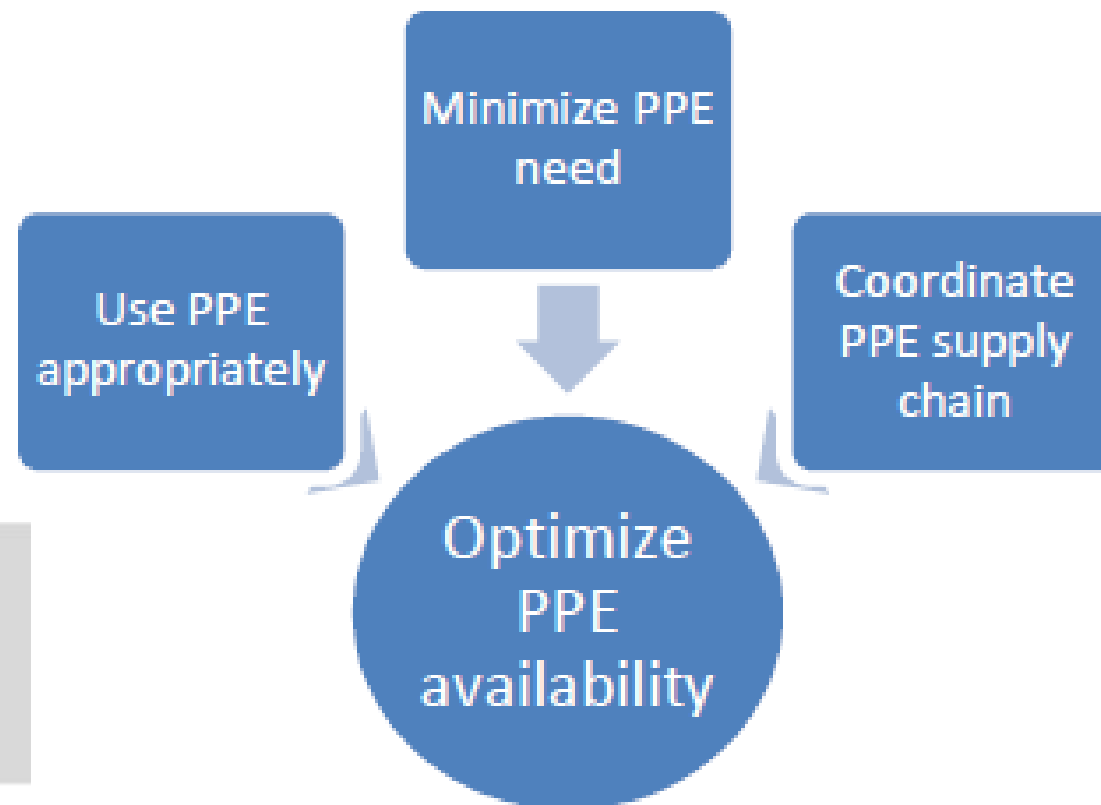 Minimize PPE
need
Use PPE
appropriately
Coordinate
PPE supply
chain
Optimize
PPE
availability